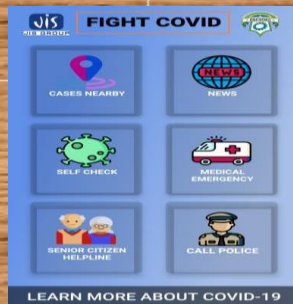 JIS
JIS GROUP
FIGHT COVID
CASES NEARBY
NEWS
NEWS
SELF CHECK
MEDICAL
EMERGENCY
SENIOR CITIZEN
HELPLINE
CALL POLICE
LEARN MORE ABOUT COVID-19